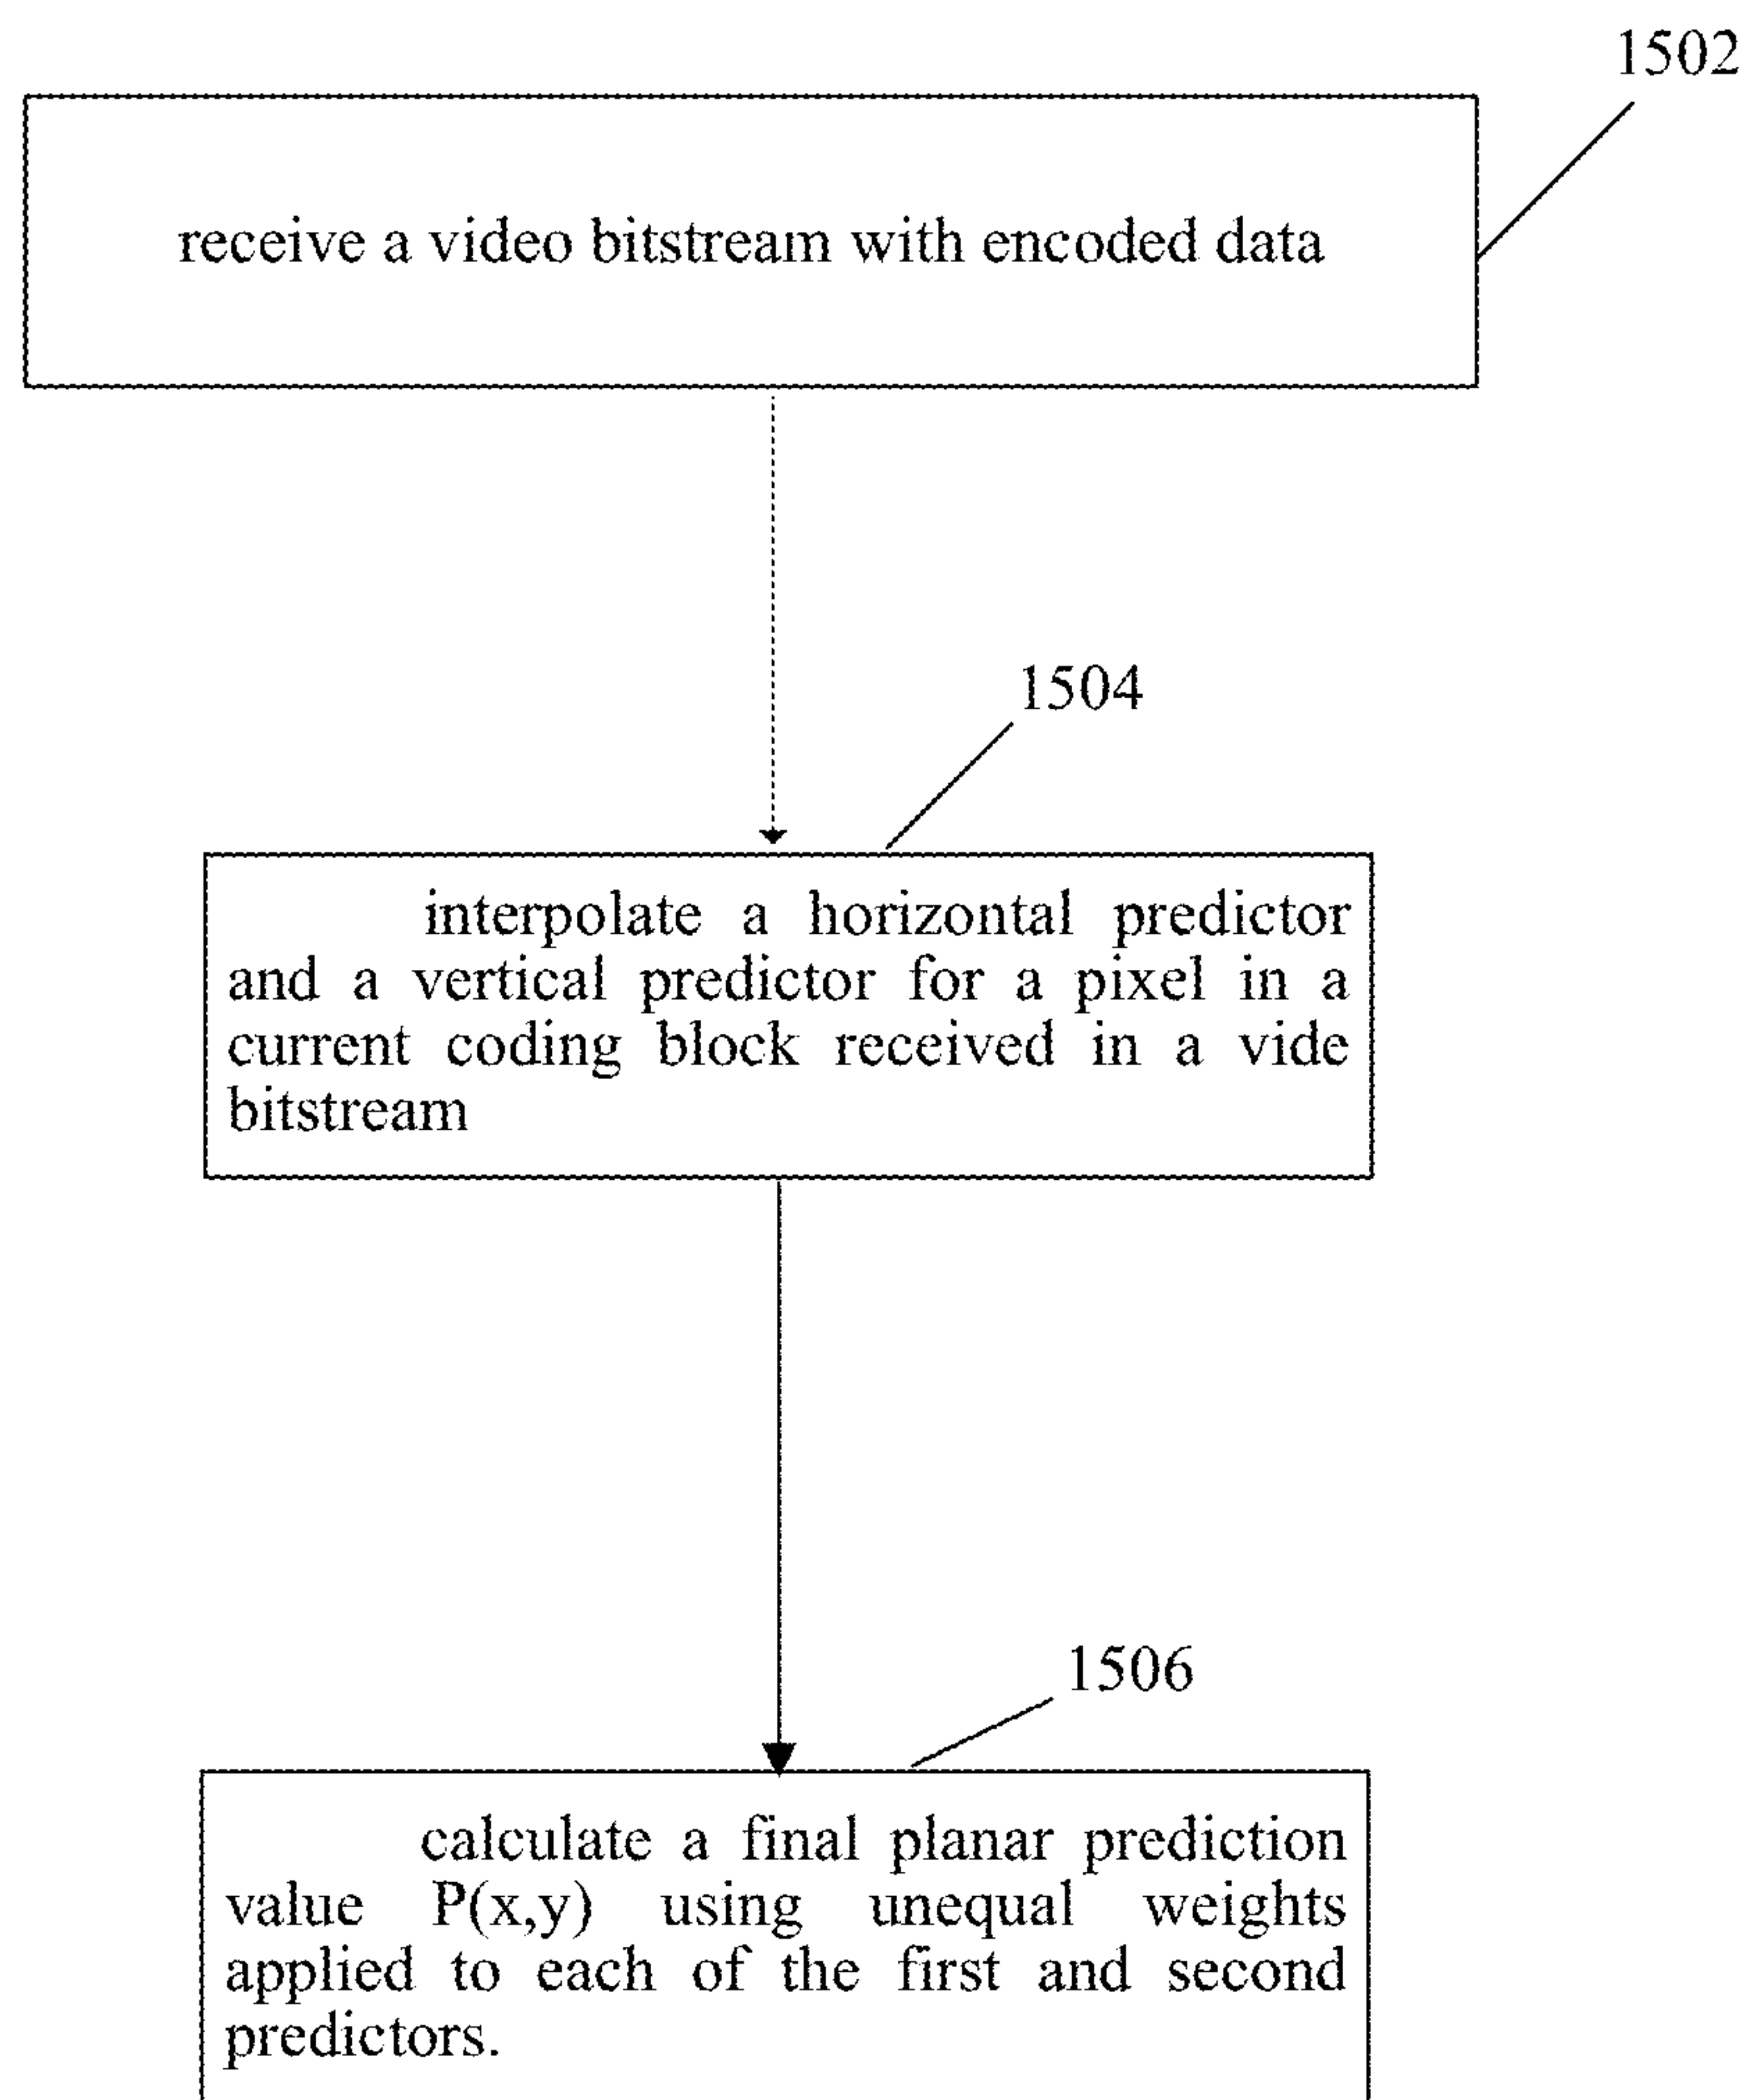 1502
receive a video bitstream with encoded data
1504
interpolate a horizontal predictor
and a vertical predictor for a pixel in a
current coding block received in a vide
bitstream
1506
calculate a final planar prediction
value P(x,y) using unequal weights
applied to each of the first and second
predictors.